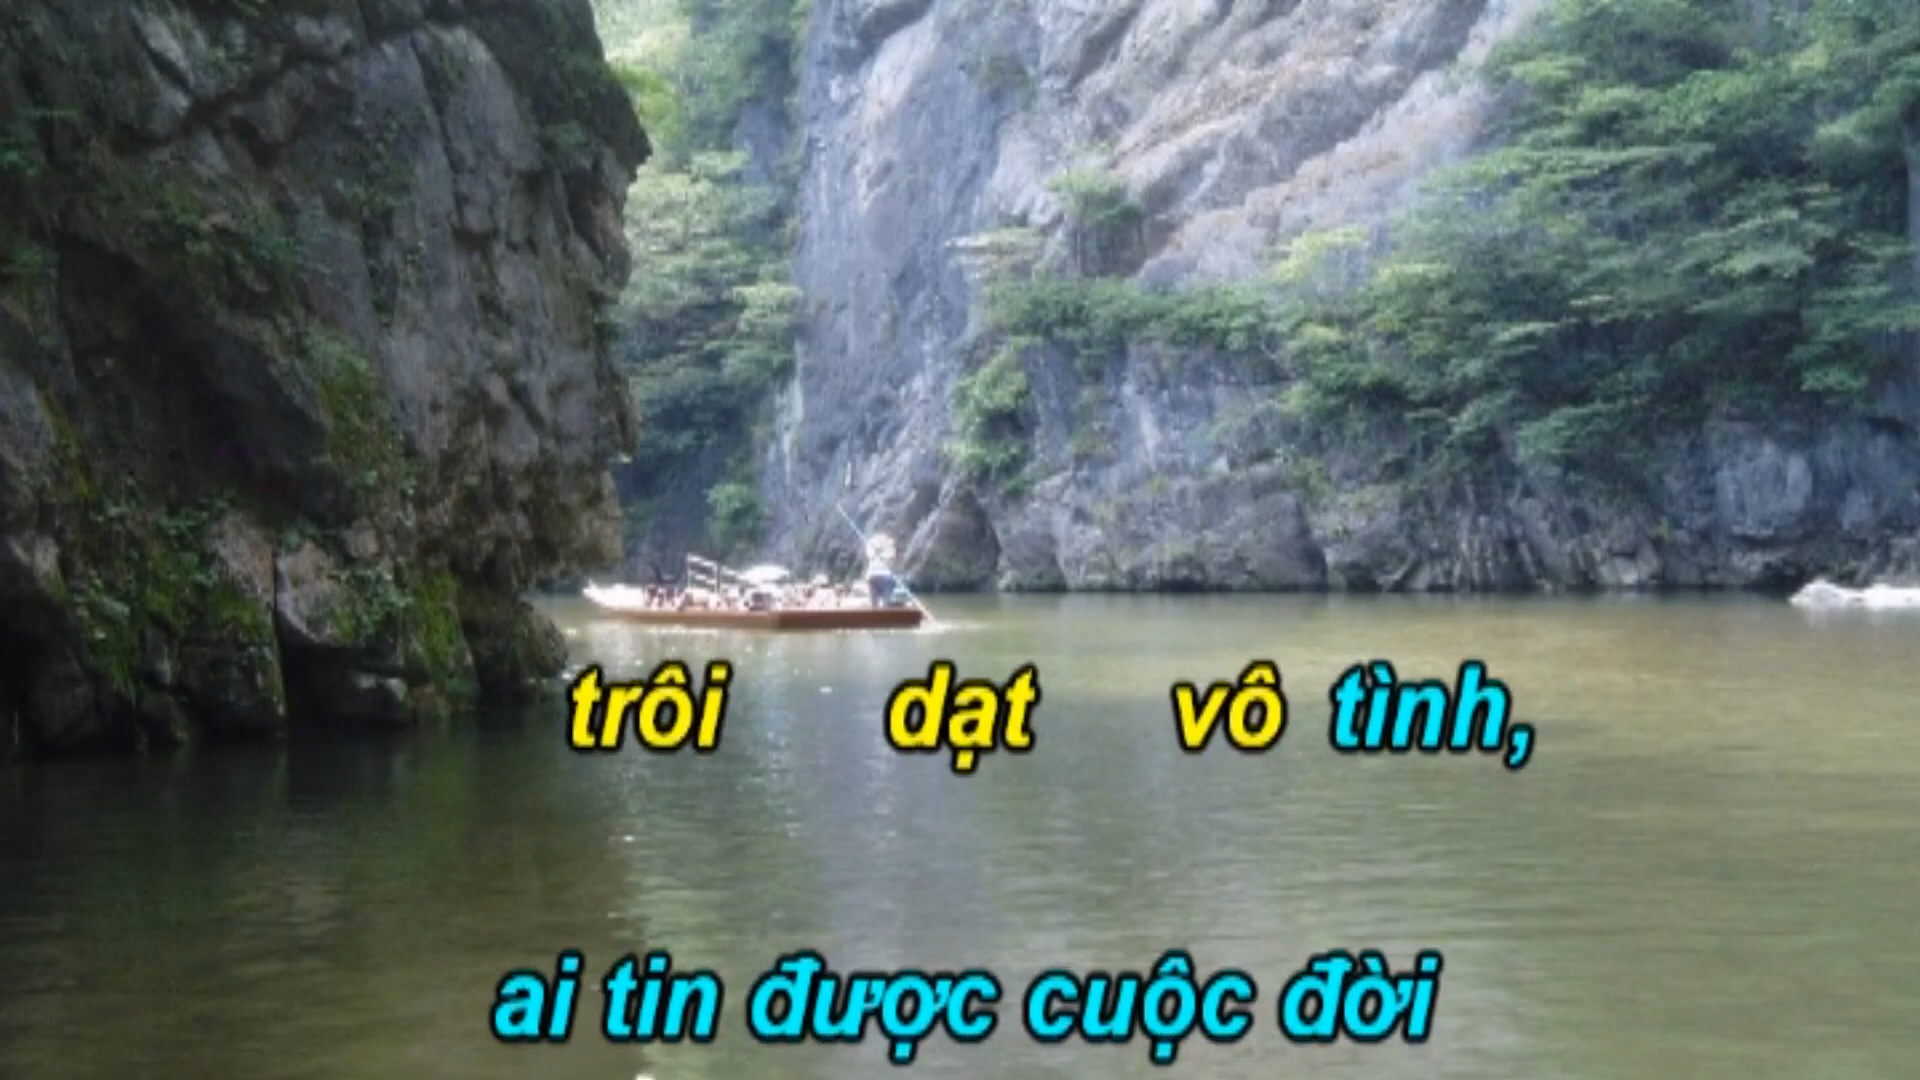 trôi dạt vô tình,
ai tin được cuộc đời